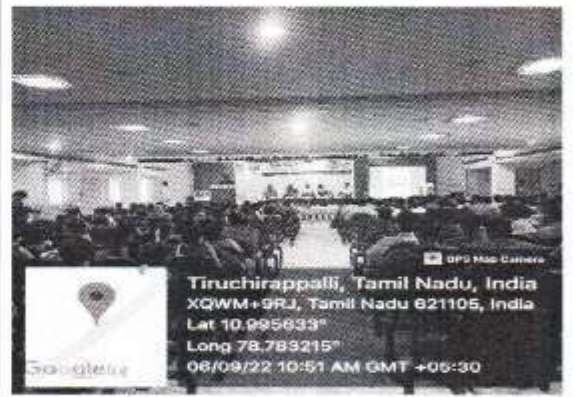 GPS Map Camera
Tiruchirappalli, Tamil Nadu, India
XQWM+9RJ, Tamil Nadu 621105, India
Lat 10.995633°
Long 78.783215°
06/09/22 10:51 AM GMT +05:30
Google